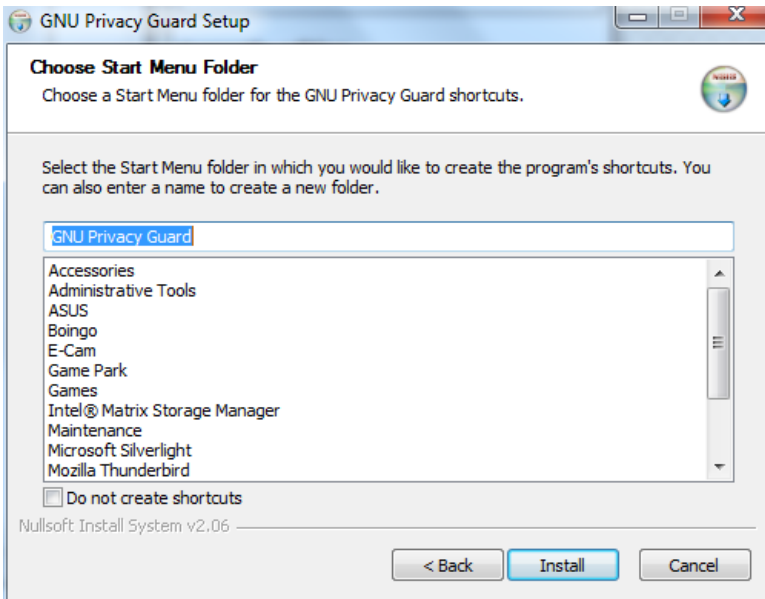 GNU Privacy Guard Setup
Choose Start Menu Folder
Choose a Start Menu folder for the GNU Privacy Guard shortcuts.
Select the Start Menu folder in which you would like to create the program's shortcuts. You
can also enter a name to create a new folder.
GNU Privacy Guard
Accessories
Administrative Tools
ASUS
Boingo
E-Cam
Game Park
Games
Intel® Matrix Storage Manager
Maintenance
Microsoft Silverlight
Mozilla Thunderbird
Do not create shortcuts
Nullsoft Install System v2.06
< Back Install Cancel